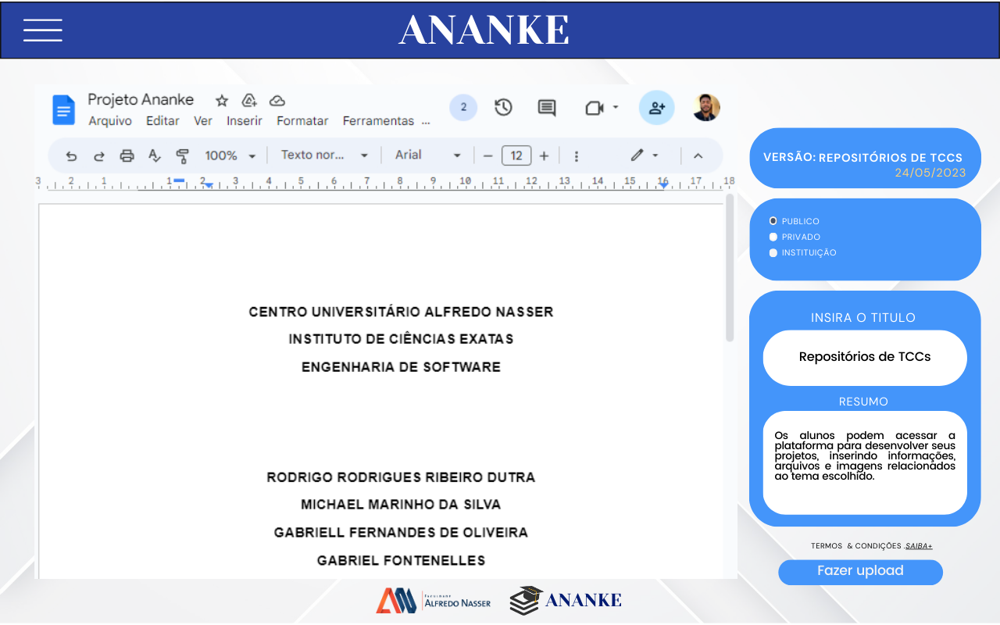 ANANKE
Projeto Ananke
2
Arquivo Editar Ver Inserir Formatar Ferramentas ...
100% Texto nor... Arial − 12 +
3 2 1 1 2 3 4 5 6 7 8 9 10 11 12 13 14 15 16 17 18
CENTRO UNIVERSITÁRIO ALFREDO NASSER
INSTITUTO DE CIÊNCIAS EXATAS
ENGENHARIA DE SOFTWARE
RODRIGO RODRIGUES RIBEIRO DUTRA
MICHAEL MARINHO DA SILVA
GABRIELL FERNANDES DE OLIVEIRA
GABRIEL FONTENELLES
VERSÃO: REPOSITÓRIOS DE TCCS
24/05/2023
PUBLICO
PRIVADO
INSTITUIÇÃO
INSIRA O TITULO
Repositórios de TCCs
RESUMO
Os alunos podem acessar a
plataforma para desenvolver seus
projetos, inserindo informações,
arquivos e imagens relacionados
ao tema escolhido.
TERMOS & CONDIÇÕES .SAIBA+
Fazer upload
Faculdade
ALFREDO NASSER
ANANKE